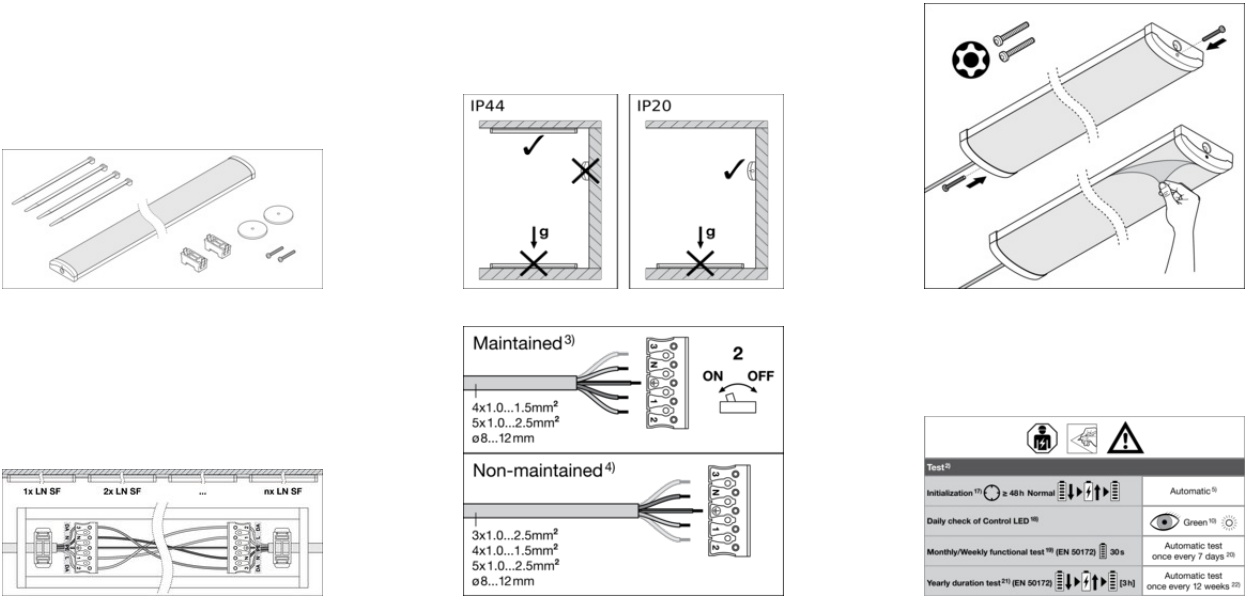 IP44
IP20
g
g
1x LN SF
2x LN SF
...
nx LN SF
Maintained 3)
4x1.0...1.5mm²
5x1.0...2.5mm²
ø8...12mm
3
N
1
2
2
ON OFF
Non-maintained 4)
3x1.0...2.5mm²
4x1.0...1.5mm²
5x1.0...2.5mm²
ø8...12mm
3
N
1
2
Test 2)
Initialization 17) ≥ 48h Normal
Automatic 5)
Daily check of Control LED 18)
Green 10)
Monthly/Weekly functional test 19) (EN 50172) 30s
Automatic test
once every 7 days 20)
Yearly duration test 21) (EN 50172) [3h]
Automatic test
once every 12 weeks 22)